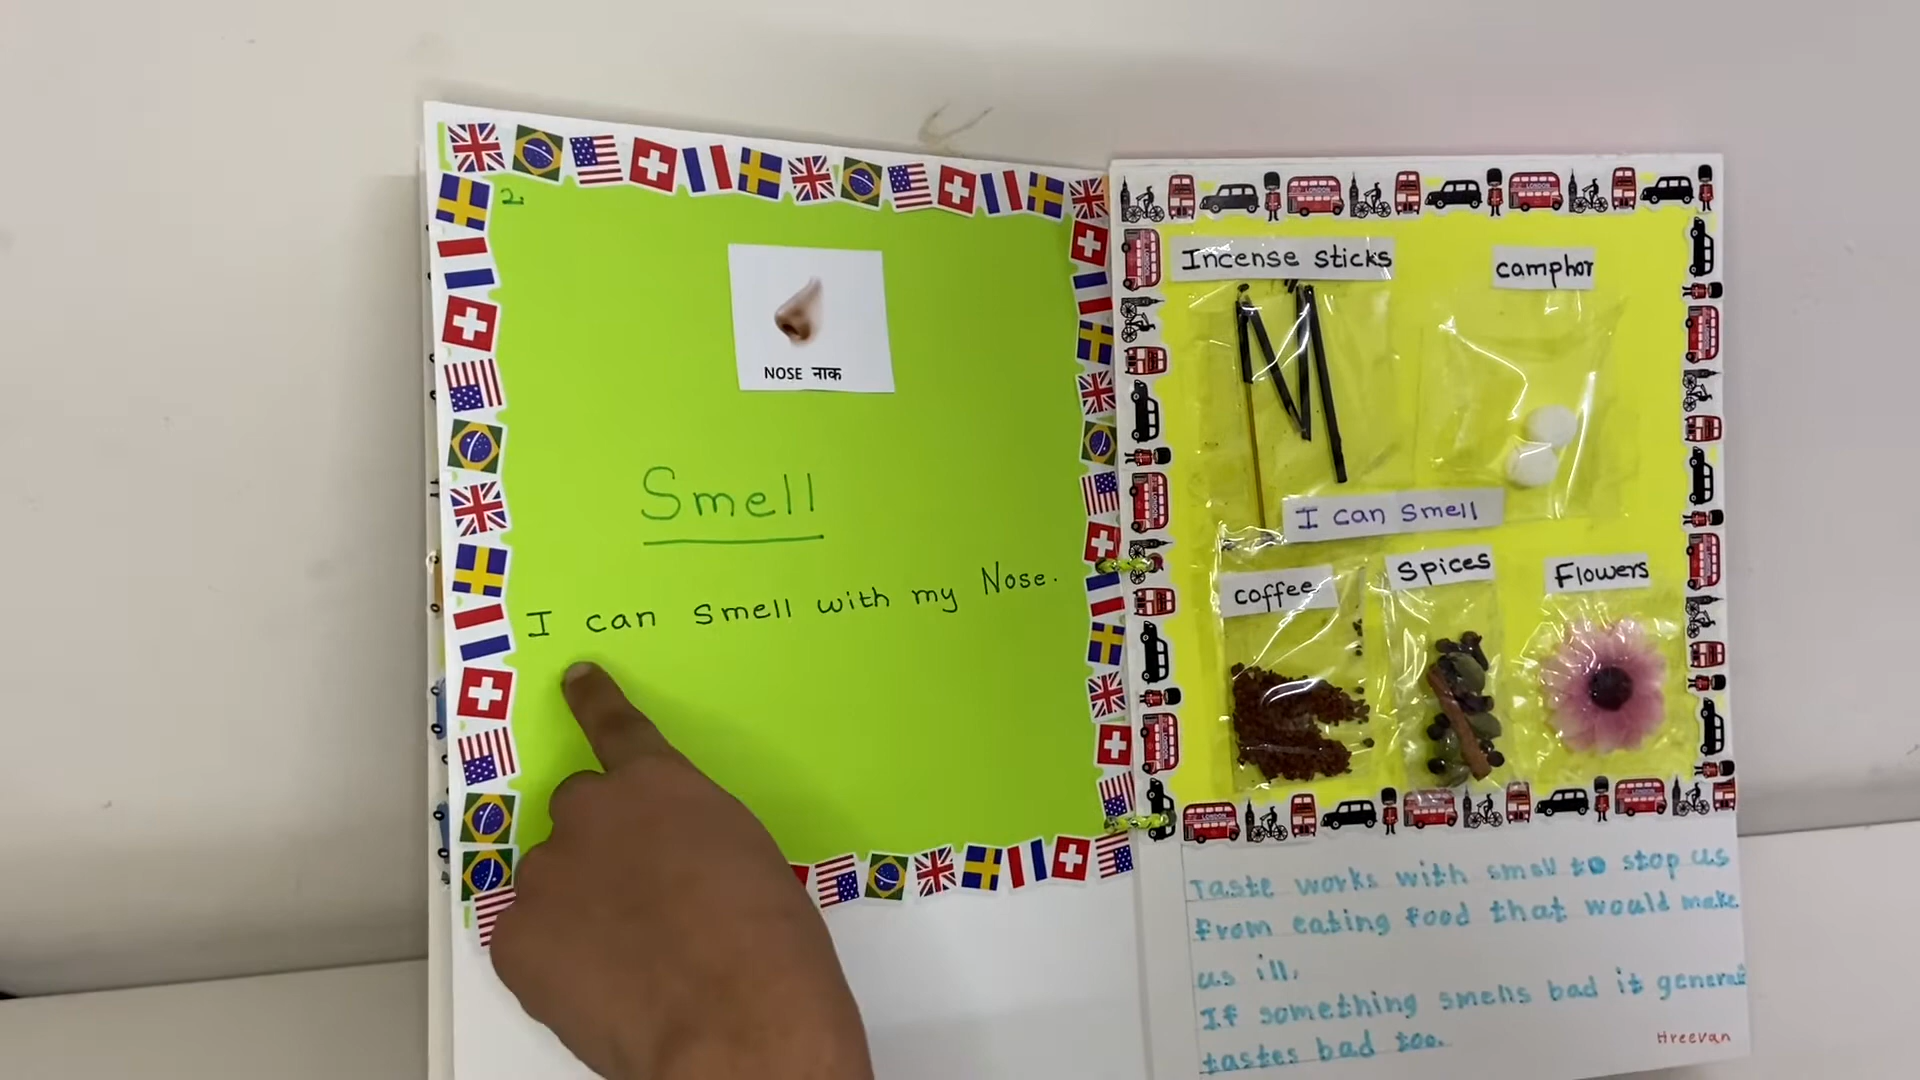 2
NOSE नाक
Smell
I can smell with my Nose.
Incense sticks
camphor
I can smell
coffee
Spices
Flowers
Taste works with smell to stop us
from eating food that would make
us ill.
If something smells bad it
tastes bad too.
Hreevan